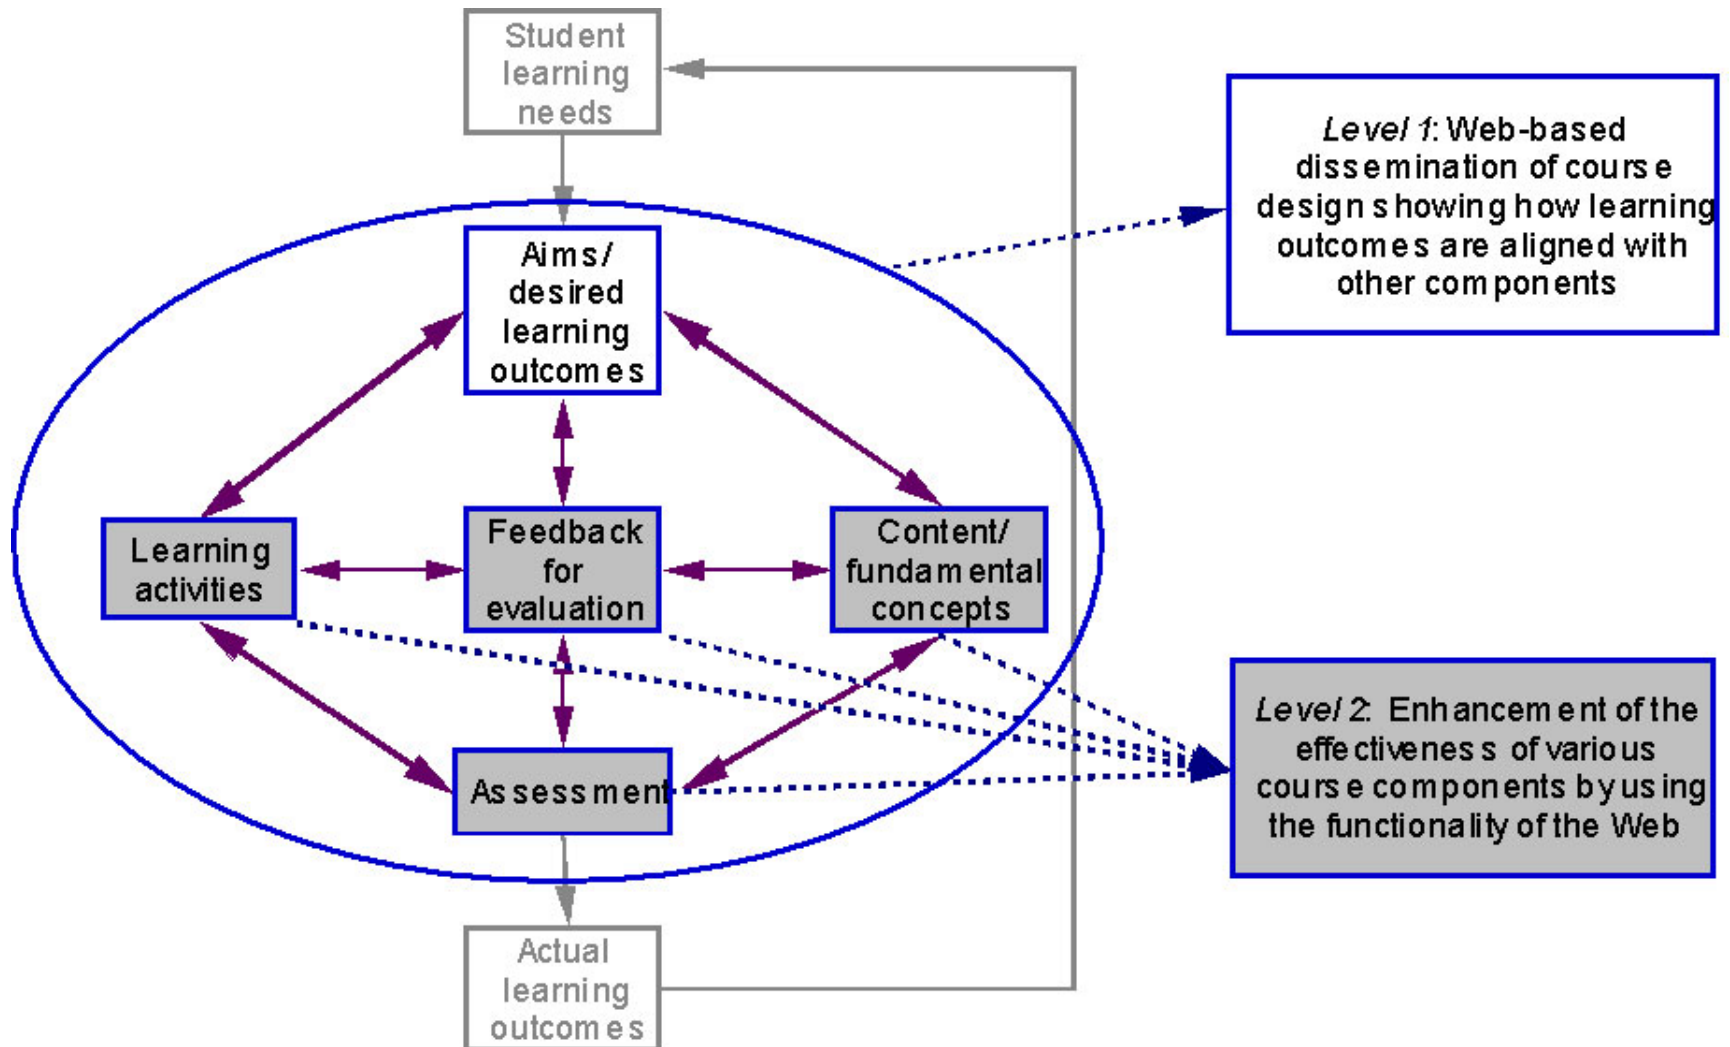 Student
learning
needs
Level 1: Web-based
dissemination of course
design showing how learning
outcomes are aligned with
other components
Aims/
desired
learning
outcomes
Learning
activities
Feedback
for
evaluation
Content/
fundamental
concepts
Level 2: Enhancement of the
effectiveness of various
course components by using
the functionality of the Web
Assessment
Actual
learning
outcomes